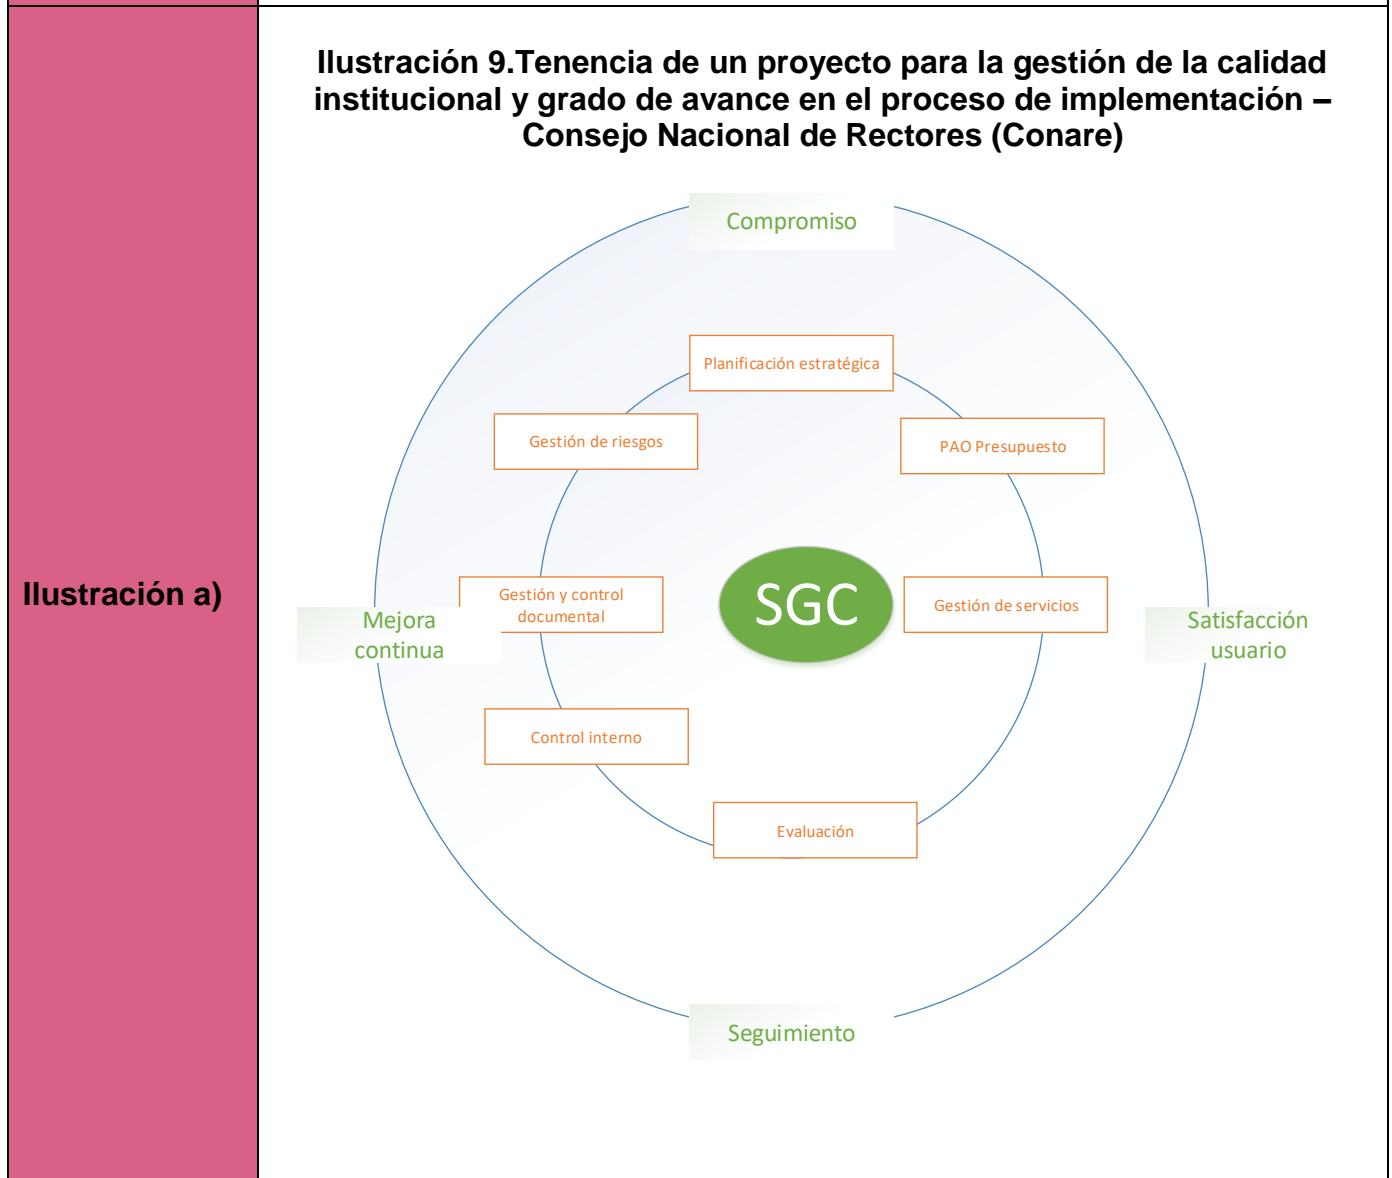 Ilustración a)
Ilustración 9.Tenencia de un proyecto para la gestión de la calidad
institucional y grado de avance en el proceso de implementación –
Consejo Nacional de Rectores (Conare)
Compromiso
Planificación estratégica
Gestión de riesgos
PAO Presupuesto
Gestión y control
documental
SGC
Gestión de servicios
Mejora
continua
Satisfacción
usuario
Control interno
Evaluación
Seguimiento